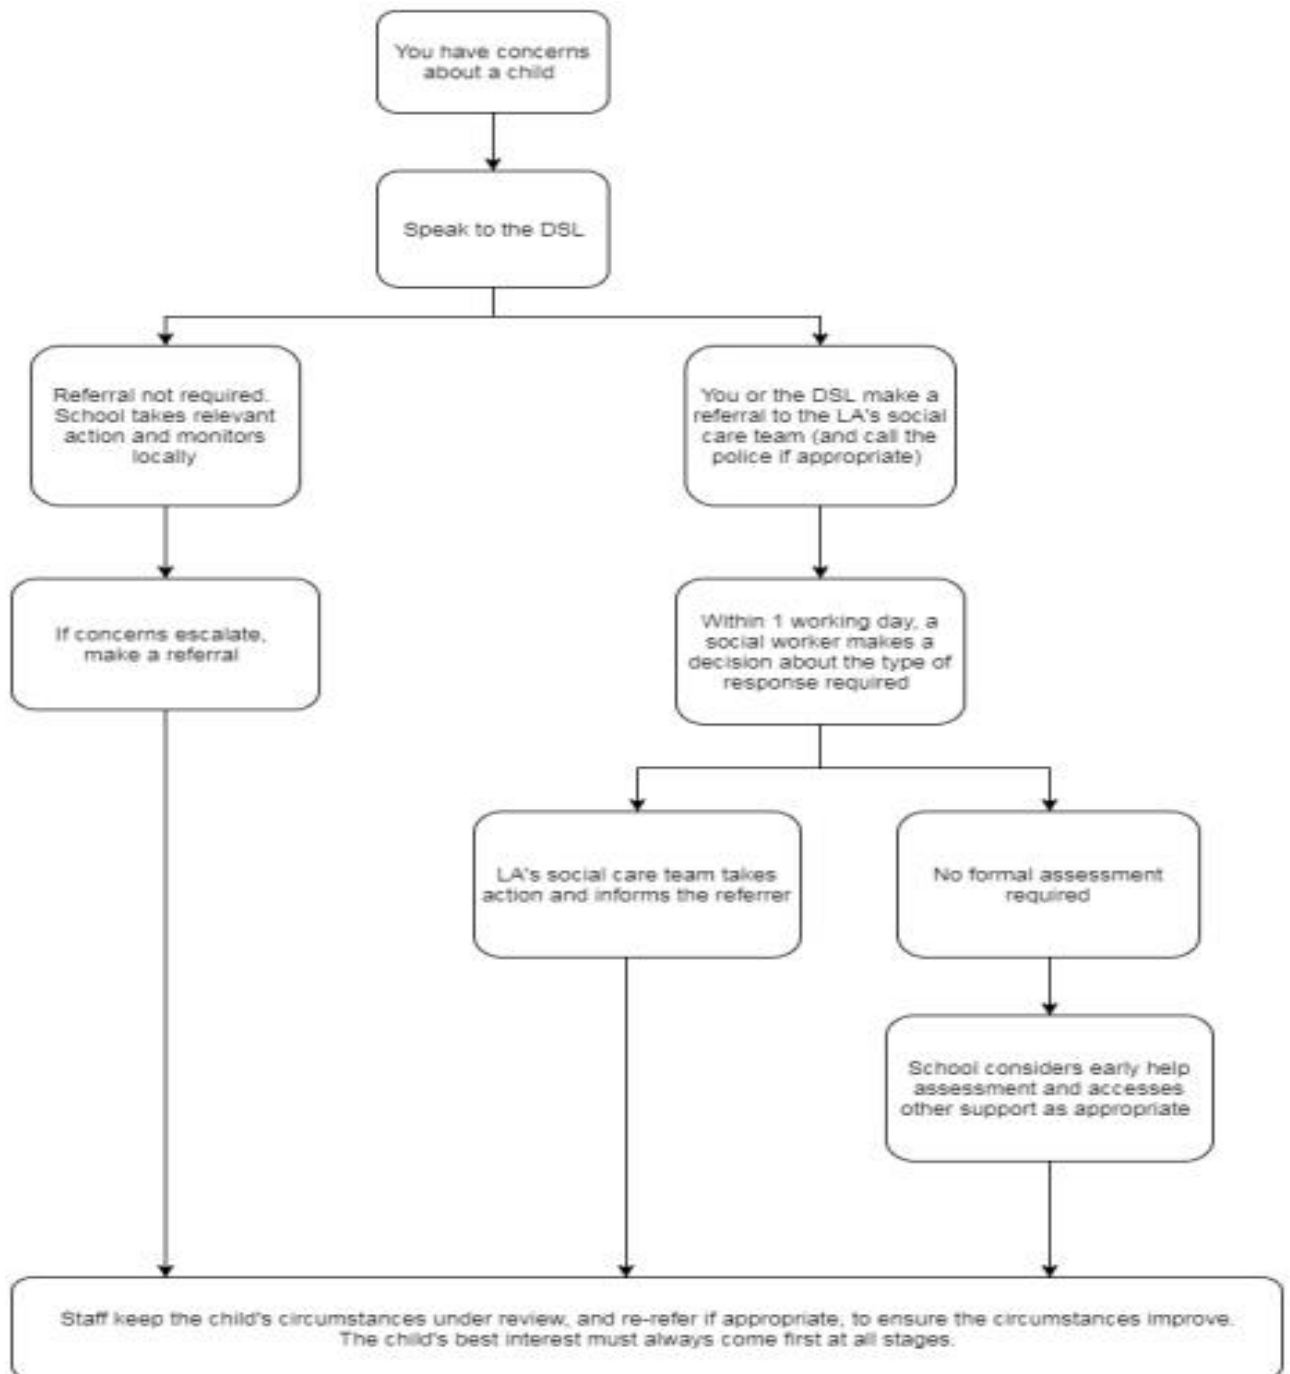 You have concerns
about a child
Speak to the DSL
Referral not required.
School takes relevant
action and monitors
locally
You or the DSL make a
referral to the LA's social
care team (and call the
police if appropriate)
If concerns escalate,
make a referral
Within 1 working day, a
social worker makes a
decision about the type of
response required
LA's social care team takes
action and informs the referrer
No formal assessment
required
School considers early help
assessment and accesses
other support as appropriate
Staff keep the child's circumstances under review, and re-refer if appropriate, to ensure the circumstances improve.
The child's best interest must always come first at all stages.